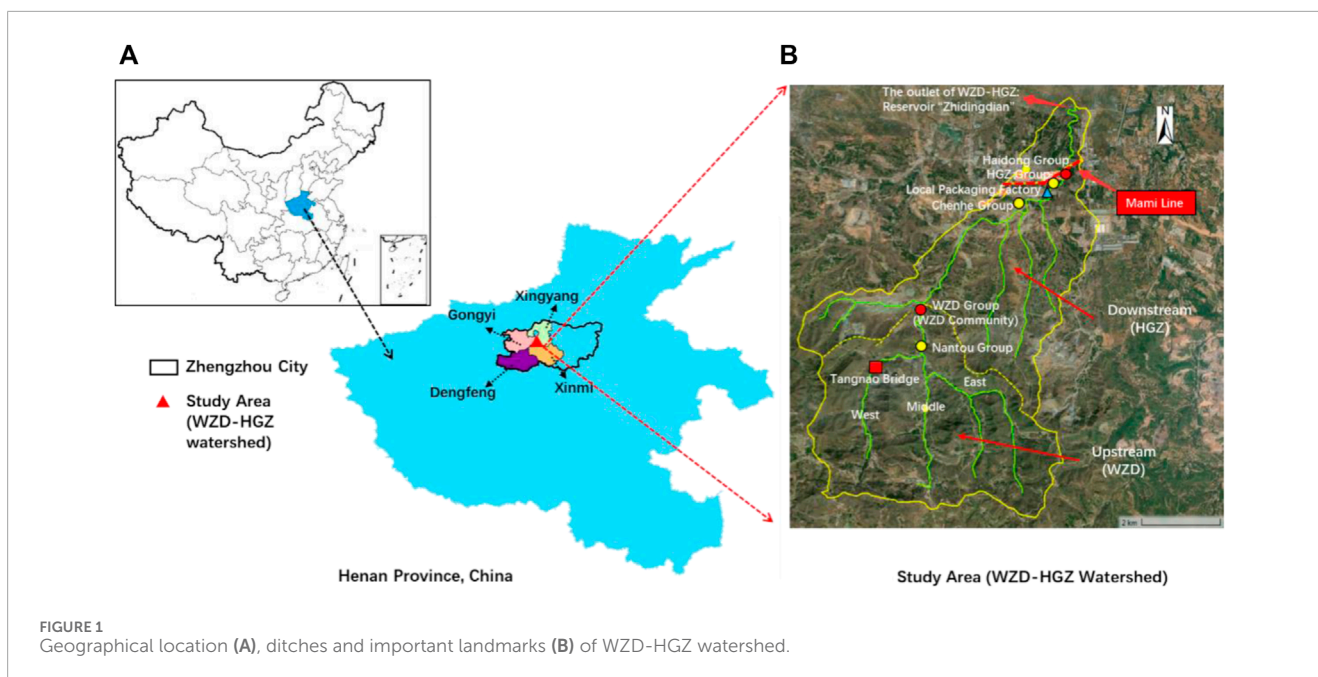 A
B
The outlet of WZD-HGZ:
Reservoir "Zhidingdian"
N
Haidong Group
HGZ Group
Local Packaging Factory
Chenhe Group
Mami Line
Xingyang
Gongyi
WZD Group
(WZD Community)
Downstream
(HGZ)
Nantou Group
Zhengzhou City
Dengfeng
Xinmi
Tangnao Bridge
East
Study Area
(WZD-HGZ
watershed)
West
Middle
Upstream
(WZD)
2 km
Henan Province, China
Study Area (WZD-HGZ Watershed)
FIGURE 1
Geographical location (A), ditches and important landmarks (B) of WZD-HGZ watershed.